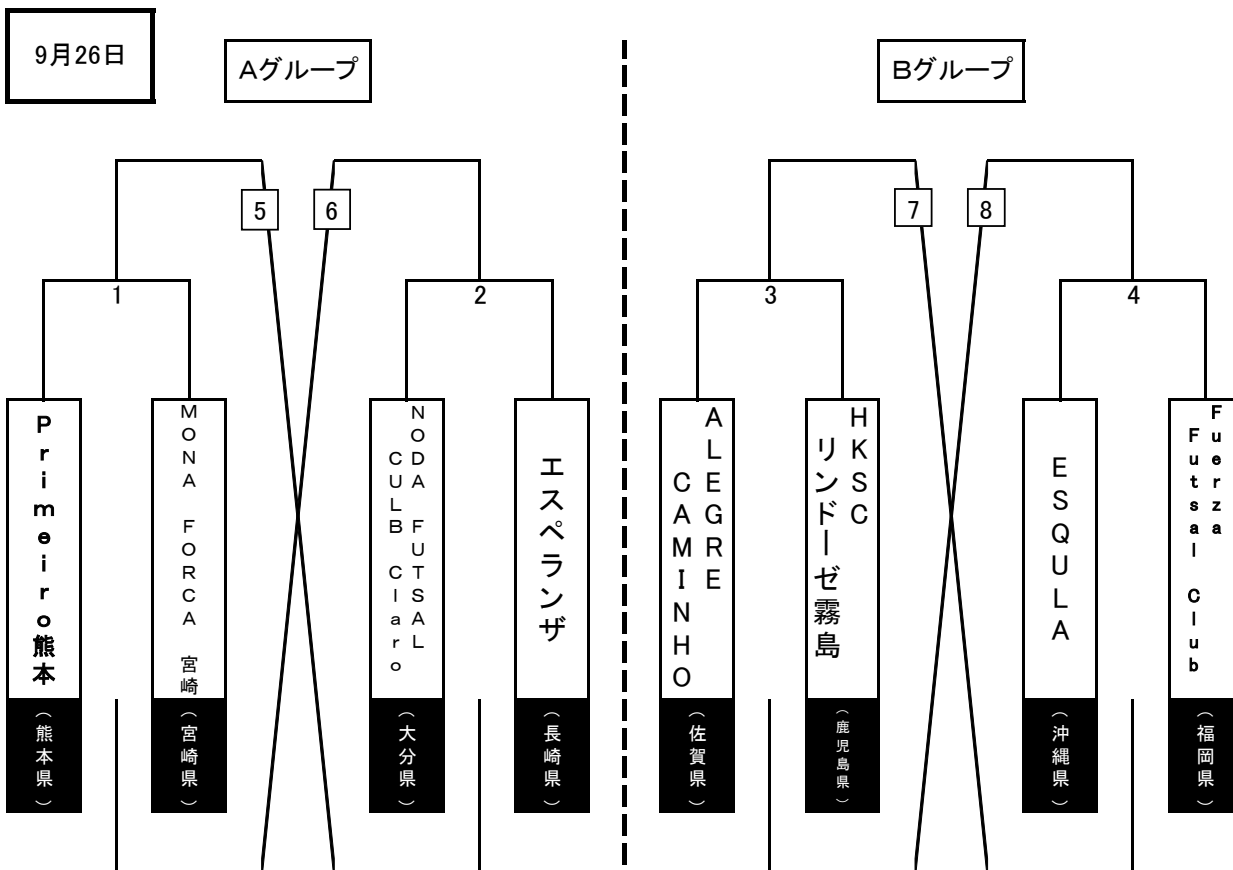 9月26日
Aグループ
Bグループ
5
6
7
8
1
2
3
4
Primeiro熊本
MONA FORCA 宮崎
NODA FUTSAL
CULB Claro
エスペランザ
ALEGRE
CAMINHO
HKSC
リンドーゼ霧島
ESQULA
Fuerza
Futsal Club
（熊本県）
（宮崎県）
（大分県）
（長崎県）
（佐賀県）
（鹿児島県）
（沖縄県）
（福岡県）